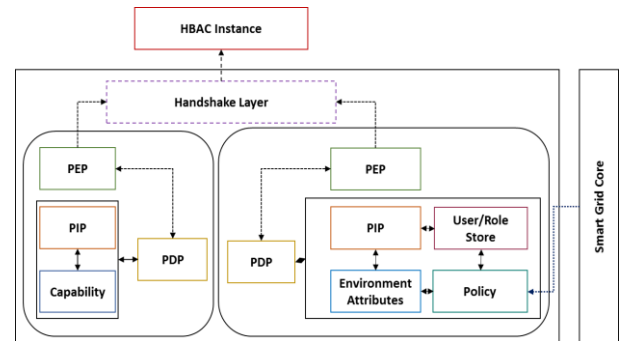 HBAC Instance
Handshake Layer
PEP
PIP
Capability
PDP
PEP
PDP
PIP
User/Role
Store
Environment
Attributes
Policy
Smart Grid Core